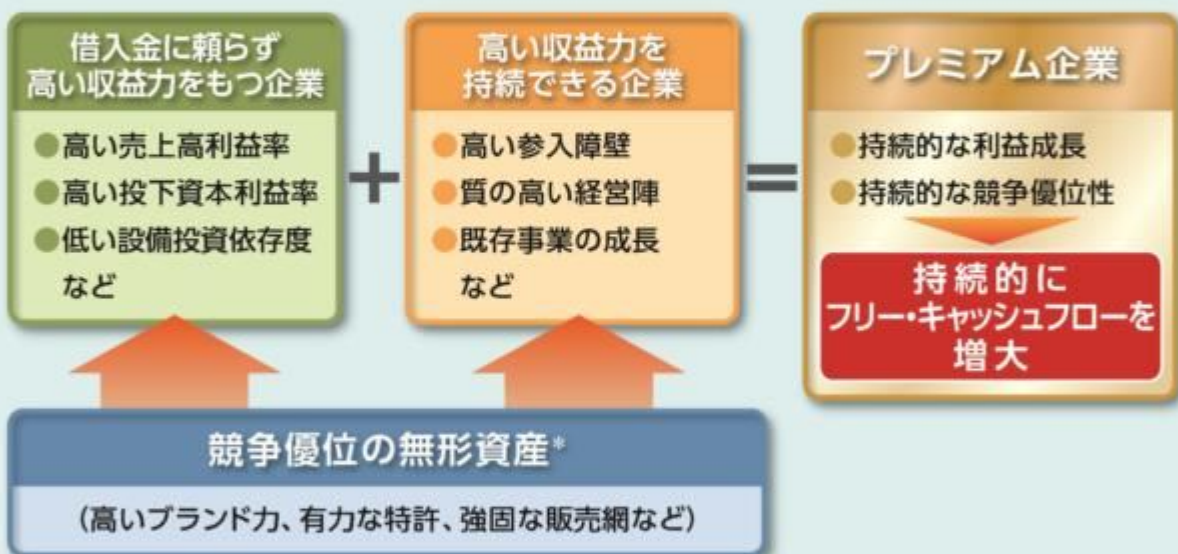 借入金に頼らず
高い収益力をもつ企業
●高い売上高利益率
●高い投下資本利益率
●低い設備投資依存度
など
+
高い収益力を
持続できる企業
●高い参入障壁
●質の高い経営陣
●既存事業の成長
など
=
プレミアム企業
●持続的な利益成長
●持続的な競争優位性
持続的に
フリー・キャッシュフローを
増大
競争優位の無形資産*
(高いブランド力、有力な特許、強固な販売網など)